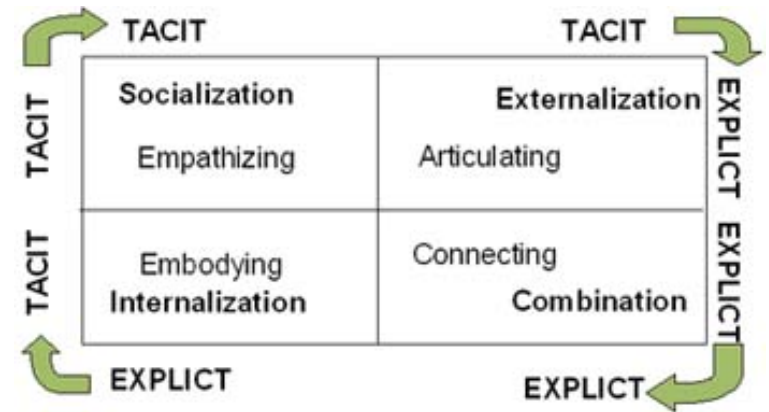 TACIT TACIT
Socialization Externalization
Empathizing Articulating
TACIT
EXPLICT
Embodying Connecting
Internalization Combination
TACIT
EXPLICT
EXPLICT EXPLICT